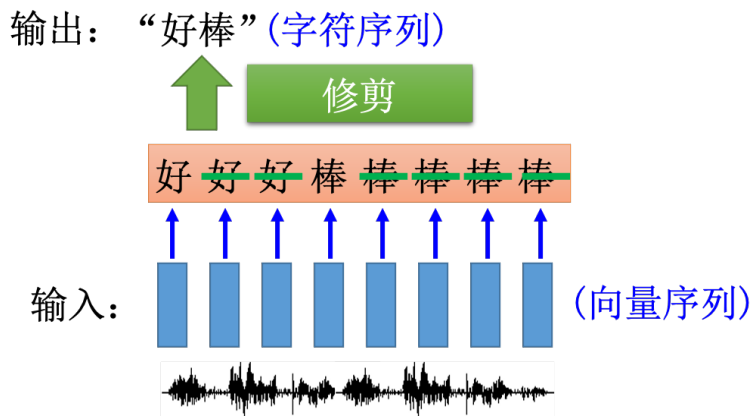 输出：“好棒”(字符序列)
修剪
好 好 好 棒 棒 棒 棒 棒
输入： (向量序列)